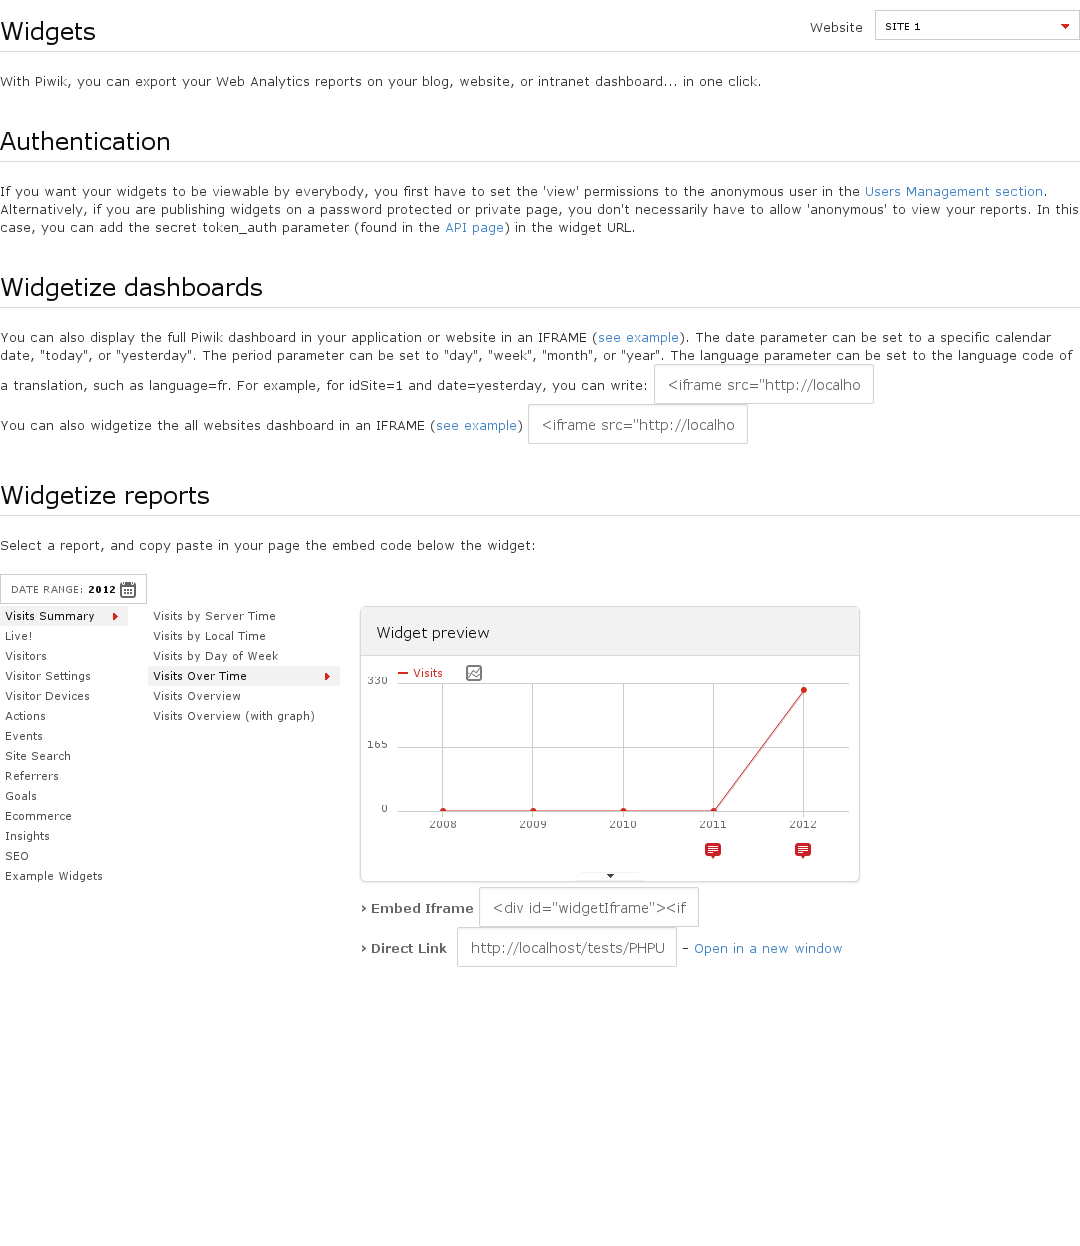 Widgets
Website SITE 1
With Piwik, you can export your Web Analytics reports on your blog, website, or intranet dashboard... in one click.
Authentication
If you want your widgets to be viewable by everybody, you first have to set the 'view' permissions to the anonymous user in the Users Management section.
Alternatively, if you are publishing widgets on a password protected or private page, you don't necessarily have to allow 'anonymous' to view your reports. In this
case, you can add the secret token_auth parameter (found in the API page) in the widget URL.
Widgetize dashboards
You can also display the full Piwik dashboard in your application or website in an IFRAME (see example). The date parameter can be set to a specific calendar
date, "today", or "yesterday". The period parameter can be set to "day", "week", "month", or "year". The language parameter can be set to the language code of
a translation, such as language=fr. For example, for idSite=1 and date=yesterday, you can write: <iframe src="http://localho
You can also widgetize the all websites dashboard in an IFRAME (see example) <iframe src="http://localho
Widgetize reports
Select a report, and copy paste in your page the embed code below the widget:
DATE RANGE: 2012
Visits Summary
Live!
Visitors
Visitor Settings
Visitor Devices
Actions
Events
Site Search
Referrers
Goals
Ecommerce
Insights
SEO
Example Widgets
Visits by Server Time
Visits by Local Time
Visits by Day of Week
Visits Over Time
Visits Overview
Visits Overview (with graph)
Widget preview
Visits
330
165
0
2008 2009 2010 2011 2012
› Embed Iframe <div id="widgetIframe"><if
› Direct Link http://localhost/tests/PHPU - Open in a new window